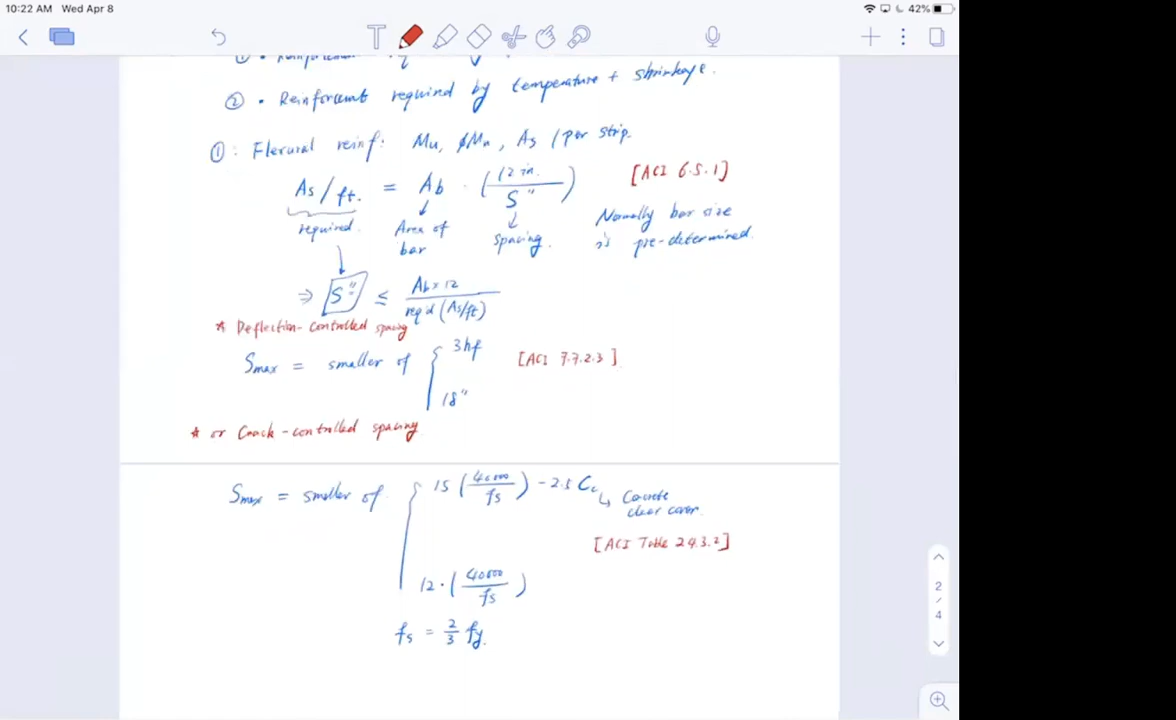 10:22 AM Wed Apr 8
42%
② • Reinforcemt required by temperature + shrinkage.
①: Flexural reinf: Mu, φMn, As / per strip.
As/ft. = Ab · (12 in. / S")
[ACI 6.5.1]
required
Area of bar
spacing.
Normally bar size is pre-determined.
⇒ S" ≤ Ab×12 / req'd (As/ft)
* Deflection-controlled spacing
Smax = smaller of { 3hf
[ACI 7.7.2.3]
18"
* or Crack-controlled spacing
Smax = smaller of { 15 (40000/fs) - 2.5 Cc
Concrete clear cover.
[ACI Table 24.3.2]
12 · (40000/fs)
fs = 2/3 fy.
2
/
4